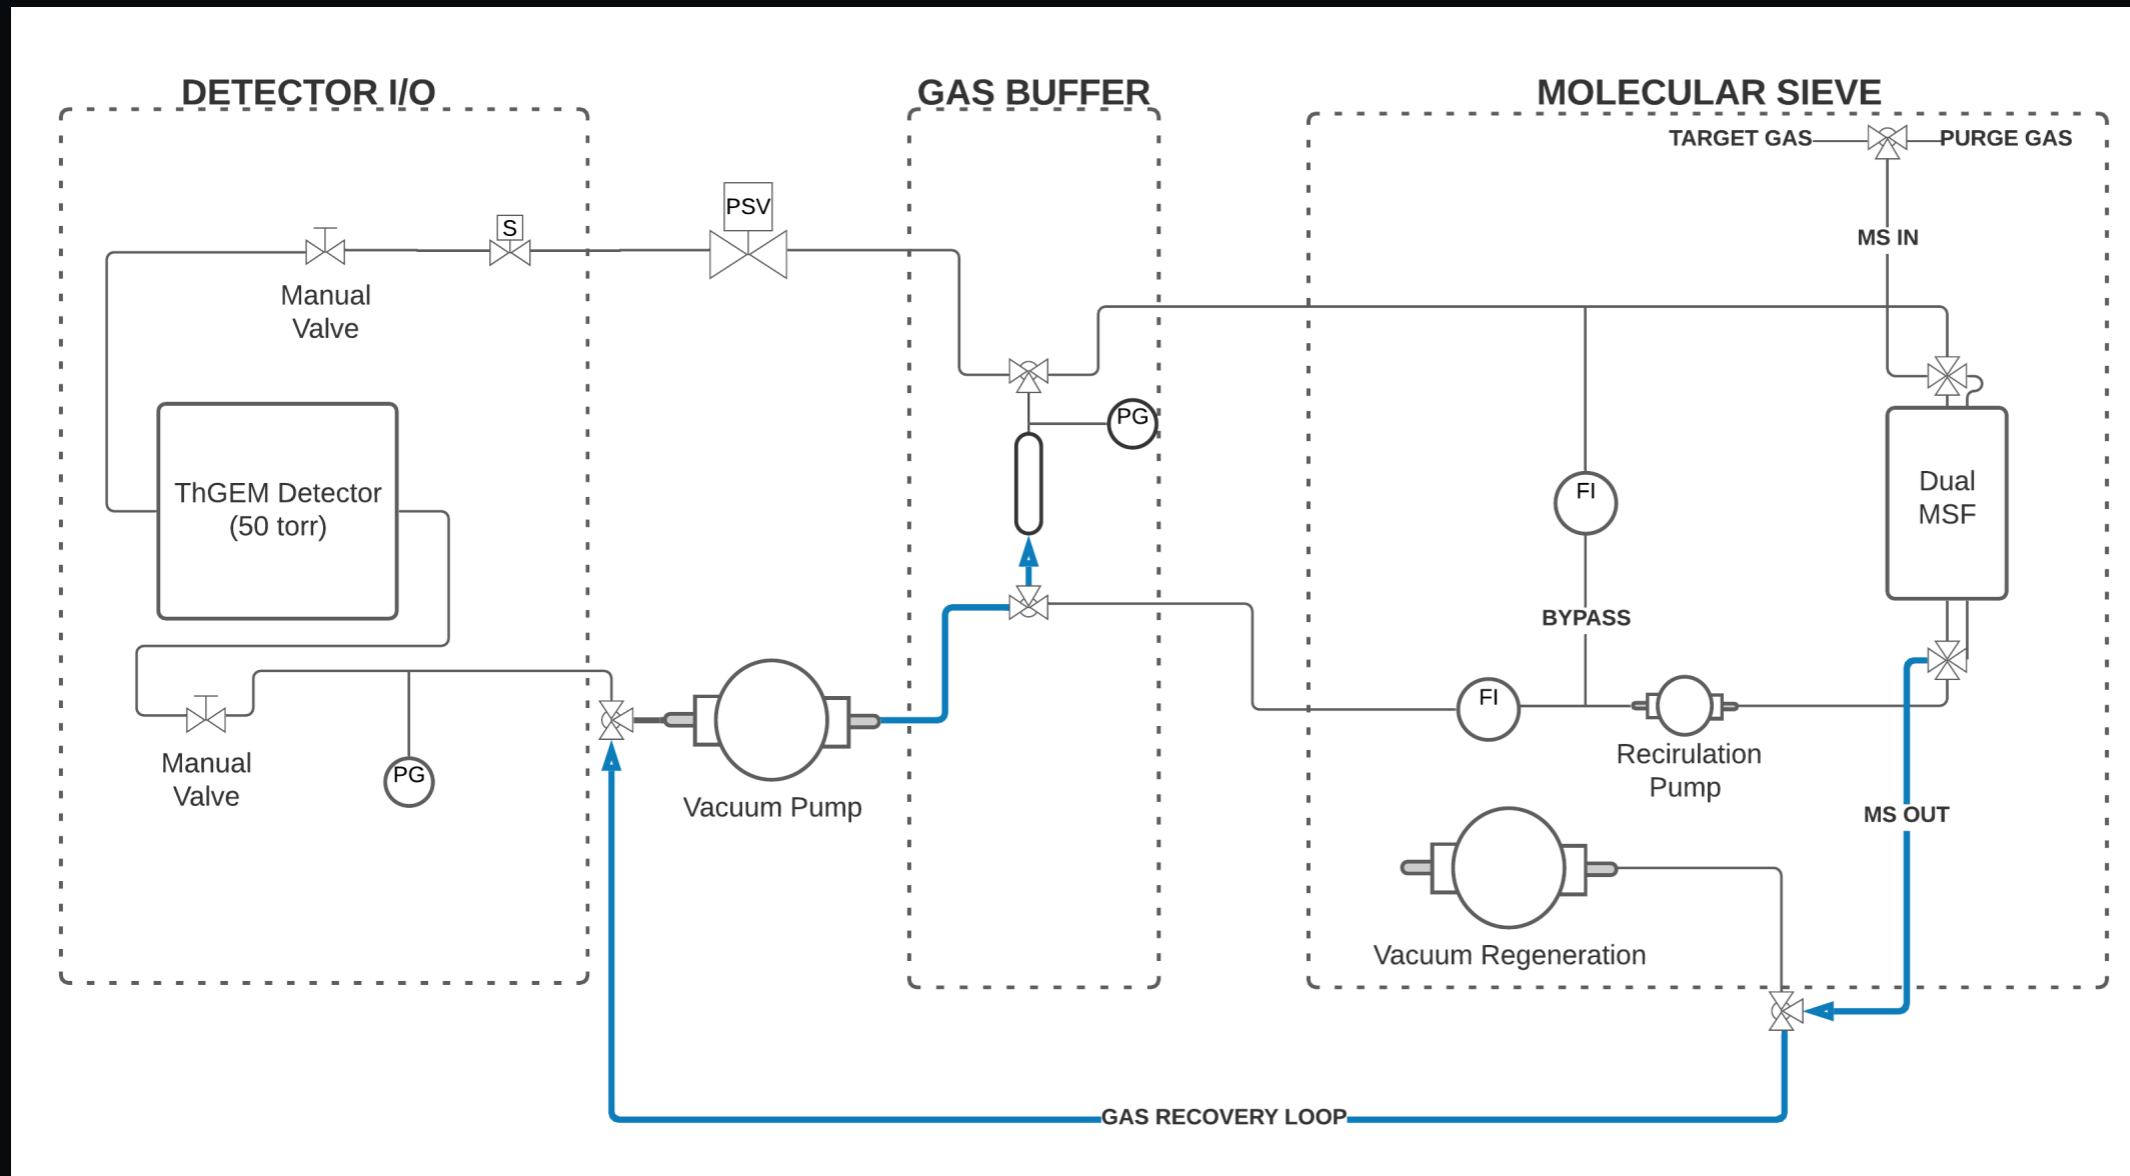 DETECTOR I/O
GAS BUFFER
MOLECULAR SIEVE
TARGET GAS
PURGE GAS
PSV
S
MS IN
Manual
Valve
PG
ThGEM Detector
(50 torr)
Dual
MSF
FI
BYPASS
FI
Recirulation
Pump
Manual
Valve
PG
Vacuum Pump
MS OUT
Vacuum Regeneration
GAS RECOVERY LOOP